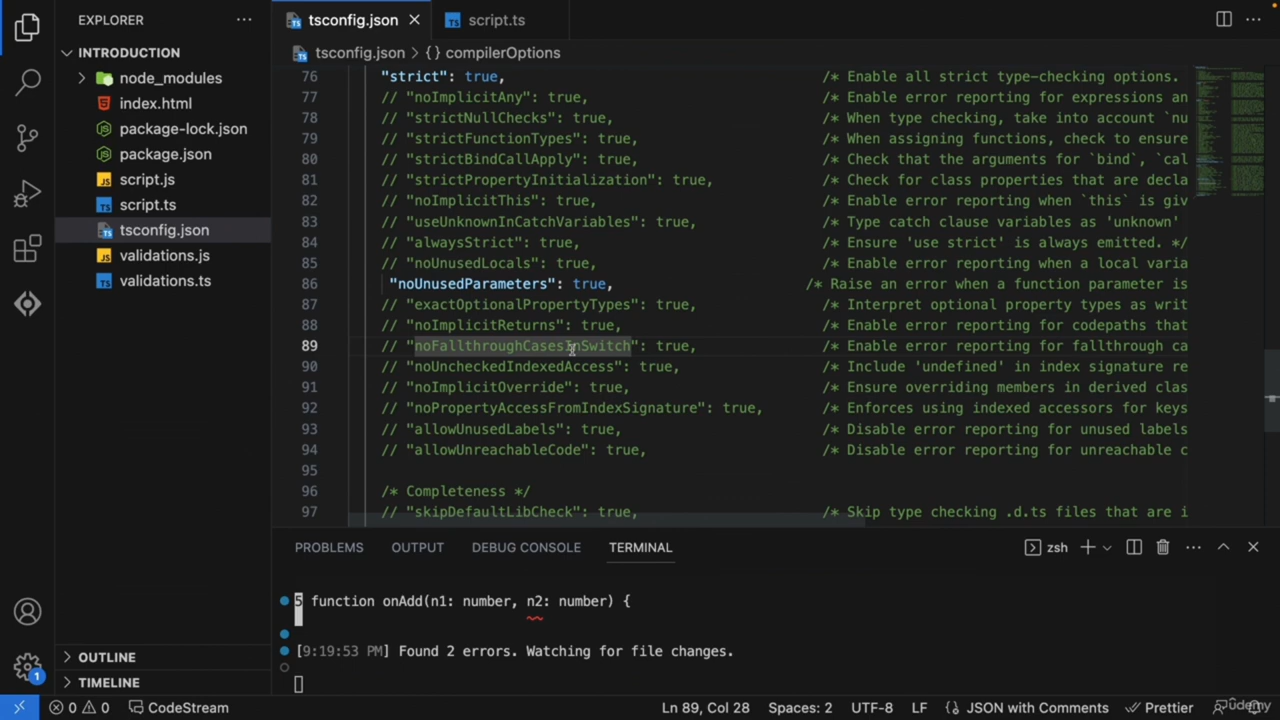 EXPLORER
INTRODUCTION
node_modules
index.html
package-lock.json
package.json
script.js
script.ts
tsconfig.json
validations.js
validations.ts
OUTLINE
TIMELINE
tsconfig.json
script.ts
tsconfig.json > {} compilerOptions
76 "strict": true, /* Enable all strict type-checking options.
77 // "noImplicitAny": true, /* Enable error reporting for expressions an
78 // "strictNullChecks": true, /* When type checking, take into account `nu
79 // "strictFunctionTypes": true, /* When assigning functions, check to ensure
80 // "strictBindCallApply": true, /* Check that the arguments for `bind`, `cal
81 // "strictPropertyInitialization": true, /* Check for class properties that are decla
82 // "noImplicitThis": true, /* Enable error reporting when `this` is giv
83 // "useUnknownInCatchVariables": true, /* Type catch clause variables as 'unknown'
84 // "alwaysStrict": true, /* Ensure 'use strict' is always emitted. */
85 // "noUnusedLocals": true, /* Enable error reporting when a local varia
86 "noUnusedParameters": true, /* Raise an error when a function parameter is
87 // "exactOptionalPropertyTypes": true, /* Interpret optional property types as writ
88 // "noImplicitReturns": true, /* Enable error reporting for codepaths that
89 // "noFallthroughCasesInSwitch": true, /* Enable error reporting for fallthrough ca
90 // "noUncheckedIndexedAccess": true, /* Include 'undefined' in index signature re
91 // "noImplicitOverride": true, /* Ensure overriding members in derived clas
92 // "noPropertyAccessFromIndexSignature": true, /* Enforces using indexed accessors for keys
93 // "allowUnusedLabels": true, /* Disable error reporting for unused labels
94 // "allowUnreachableCode": true, /* Disable error reporting for unreachable c
95
96 /* Completeness */
97 // "skipDefaultLibCheck": true, /* Skip type checking .d.ts files that are i
PROBLEMS OUTPUT DEBUG CONSOLE TERMINAL zsh
5 function onAdd(n1: number, n2: number) {
[9:19:53 PM] Found 2 errors. Watching for file changes.
1
0 0 CodeStream Ln 89, Col 28 Spaces: 2 UTF-8 LF {} JSON with Comments Prettier
Udemy